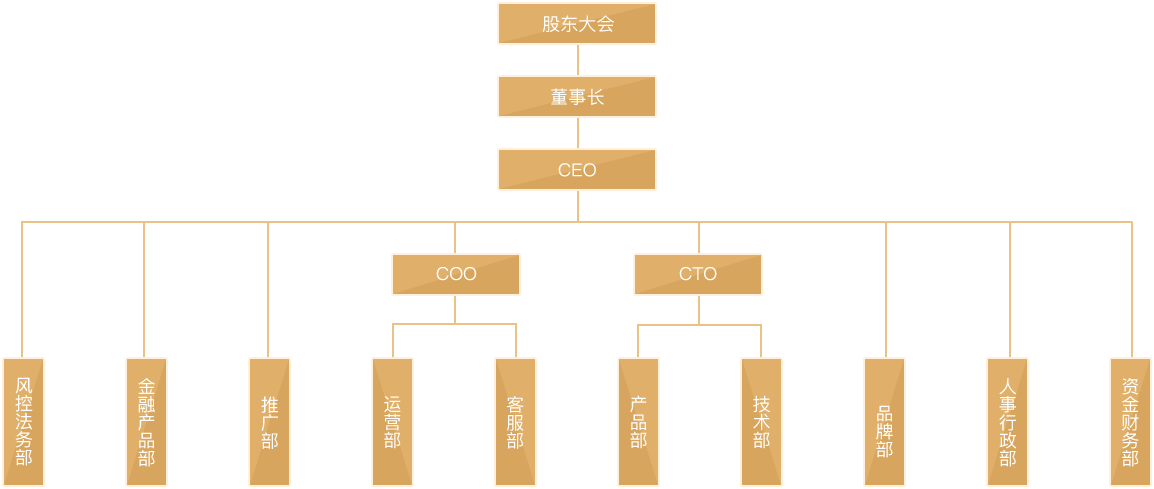 股东大会
董事长
CEO
COO
CTO
风控法务部
金融产品部
推广部
运营部
客服部
产品部
技术部
品牌部
人事行政部
资金财务部